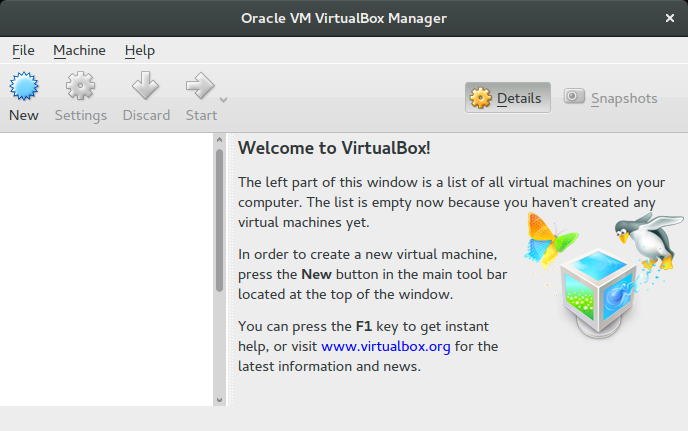 Oracle VM VirtualBox Manager
File Machine Help
New Settings Discard Start Details Snapshots
Welcome to VirtualBox!
The left part of this window is a list of all virtual machines on your
computer. The list is empty now because you haven't created any
virtual machines yet.
In order to create a new virtual machine,
press the New button in the main tool bar
located at the top of the window.
You can press the F1 key to get instant
help, or visit www.virtualbox.org for the
latest information and news.